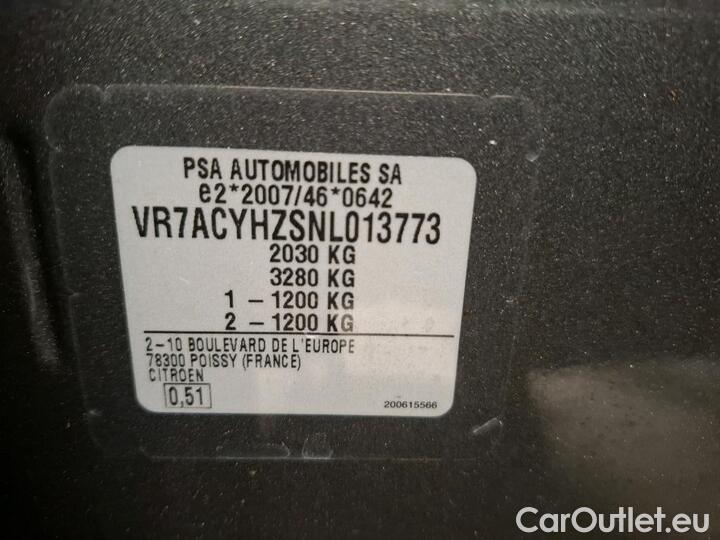 PSA AUTOMOBILES SA
e2*2007/46*0642
VR7ACYHZSNL013773
2030 KG
3280 KG
1 – 1200 KG
2 – 1200 KG
2–10 BOULEVARD DE L'EUROPE
78300 POISSY (FRANCE)
CITROEN
0,51
200615566
CarOutlet.eu